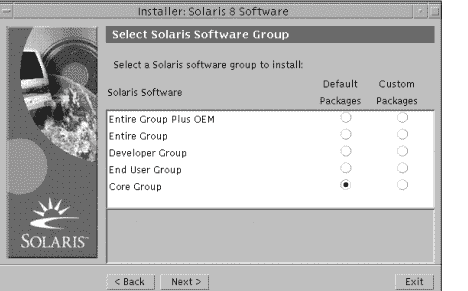 Installer: Solaris 8 Software
Select Solaris Software Group
Select a Solaris software group to install:
Solaris Software
Default Packages
Custom Packages
Entire Group Plus OEM
Entire Group
Developer Group
End User Group
Core Group
SOLARIS™
< Back
Next >
Exit